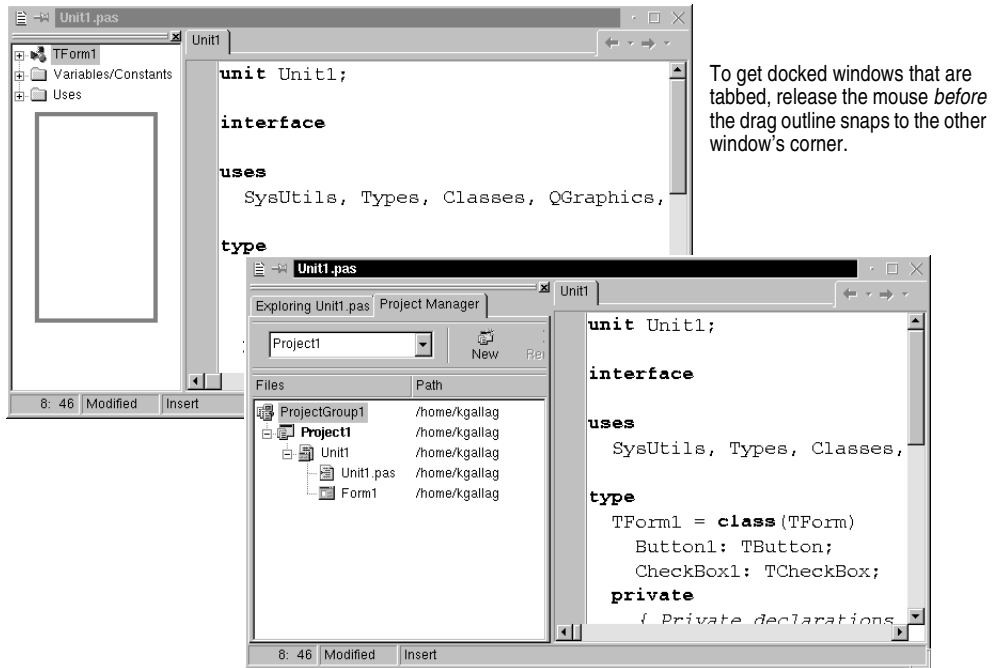 Unit1.pas
TForm1
Variables/Constants
Uses
Unit1
unit Unit1;
interface
uses
SysUtils, Types, Classes, QGraphics,
type
8: 46 Modified Insert
To get docked windows that are
tabbed, release the mouse before
the drag outline snaps to the other
window's corner.
Unit1.pas
Exploring Unit1.pas Project Manager
Project1
New
Files Path
ProjectGroup1 /home/kgallag
Project1 /home/kgallag
Unit1 /home/kgallag
Unit1.pas /home/kgallag
Form1 /home/kgallag
Unit1
unit Unit1;
interface
uses
SysUtils, Types, Classes,
type
TForm1 = class(TForm)
Button1: TButton;
CheckBox1: TCheckBox;
private
{ Private declarations
8: 46 Modified Insert